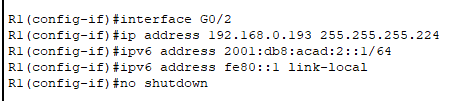 R1(config-if)#interface G0/2
R1(config-if)#ip address 192.168.0.193 255.255.255.224
R1(config-if)#ipv6 address 2001:db8:acad:2::1/64
R1(config-if)#ipv6 address fe80::1 link-local
R1(config-if)#no shutdown